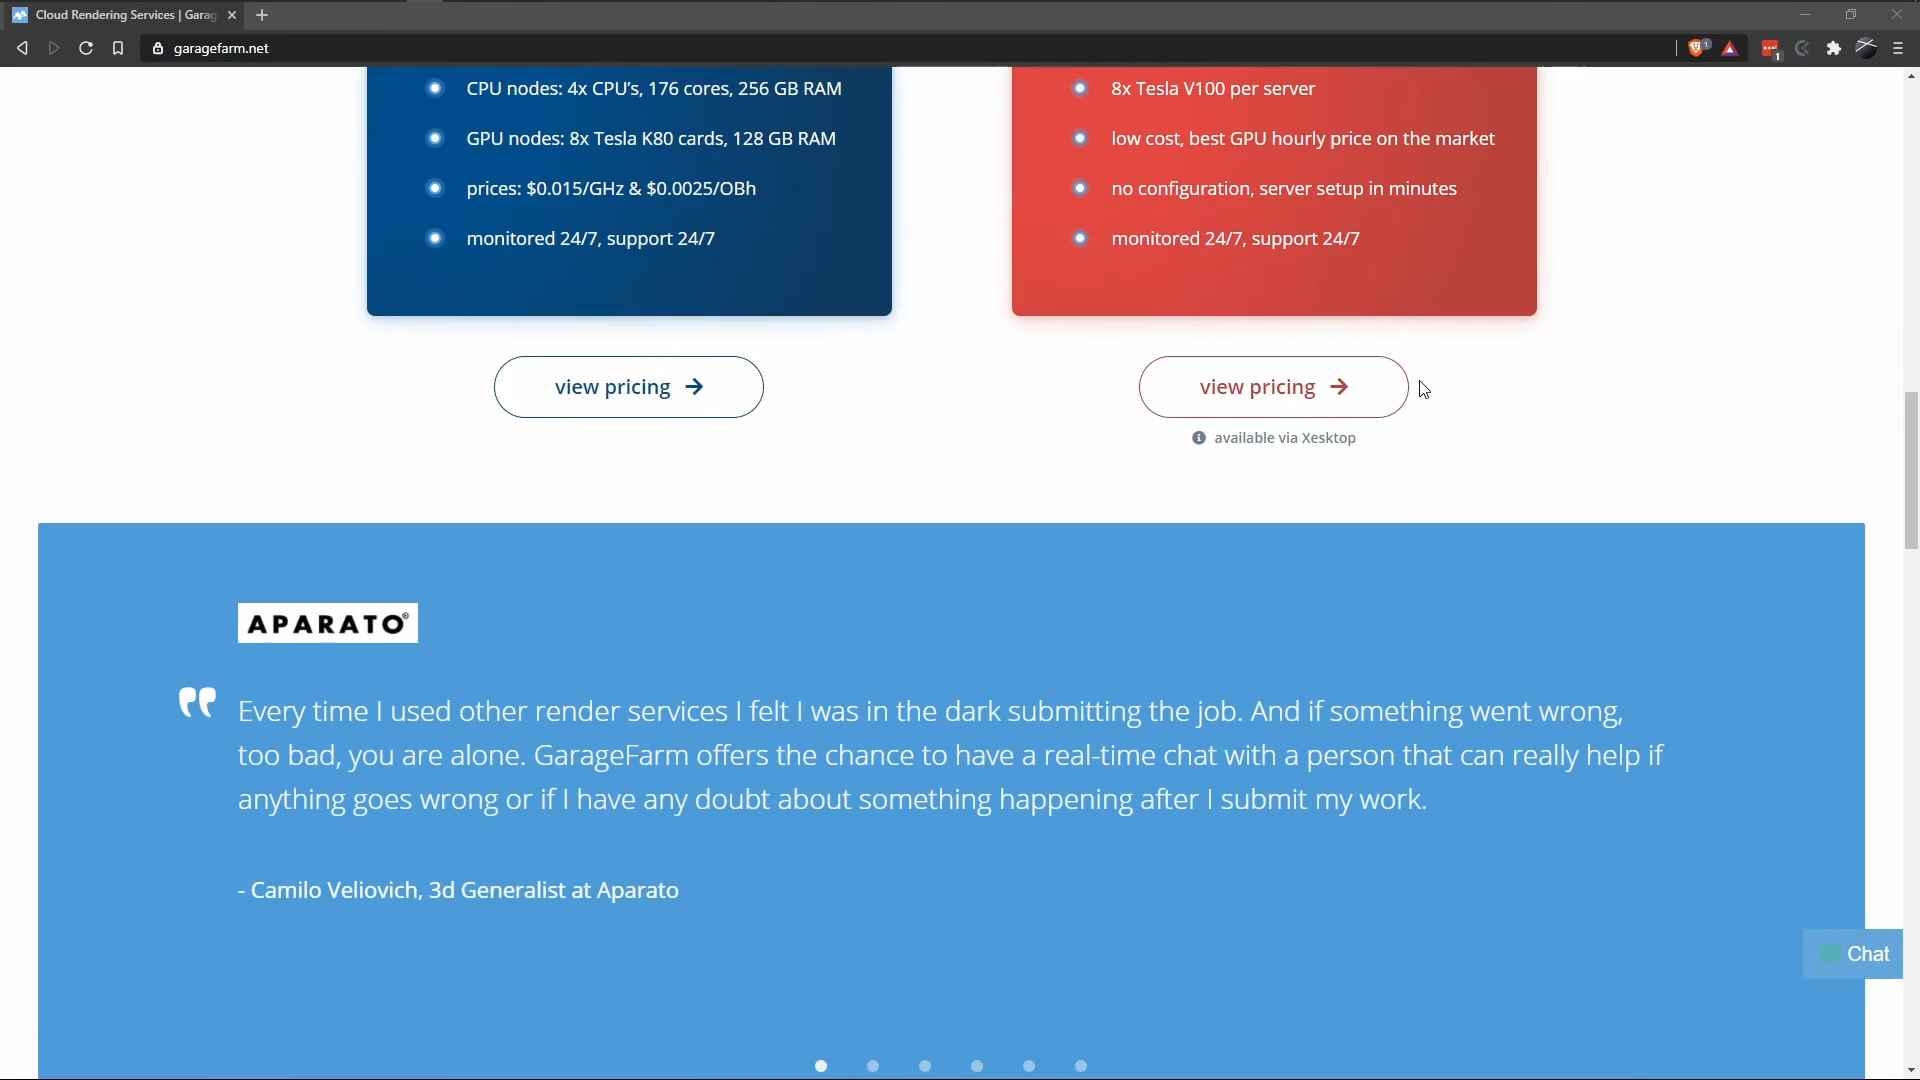 Cloud Rendering Services | Garag
garagefarm.net
1
1
CPU nodes: 4x CPU's, 176 cores, 256 GB RAM
GPU nodes: 8x Tesla K80 cards, 128 GB RAM
prices: $0.015/GHz & $0.0025/OBh
monitored 24/7, support 24/7
view pricing
8x Tesla V100 per server
low cost, best GPU hourly price on the market
no configuration, server setup in minutes
monitored 24/7, support 24/7
view pricing
available via Xesktop
APARATO®
Every time I used other render services I felt I was in the dark submitting the job. And if something went wrong,
too bad, you are alone. GarageFarm offers the chance to have a real-time chat with a person that can really help if
anything goes wrong or if I have any doubt about something happening after I submit my work.
- Camilo Veliovich, 3d Generalist at Aparato
Chat